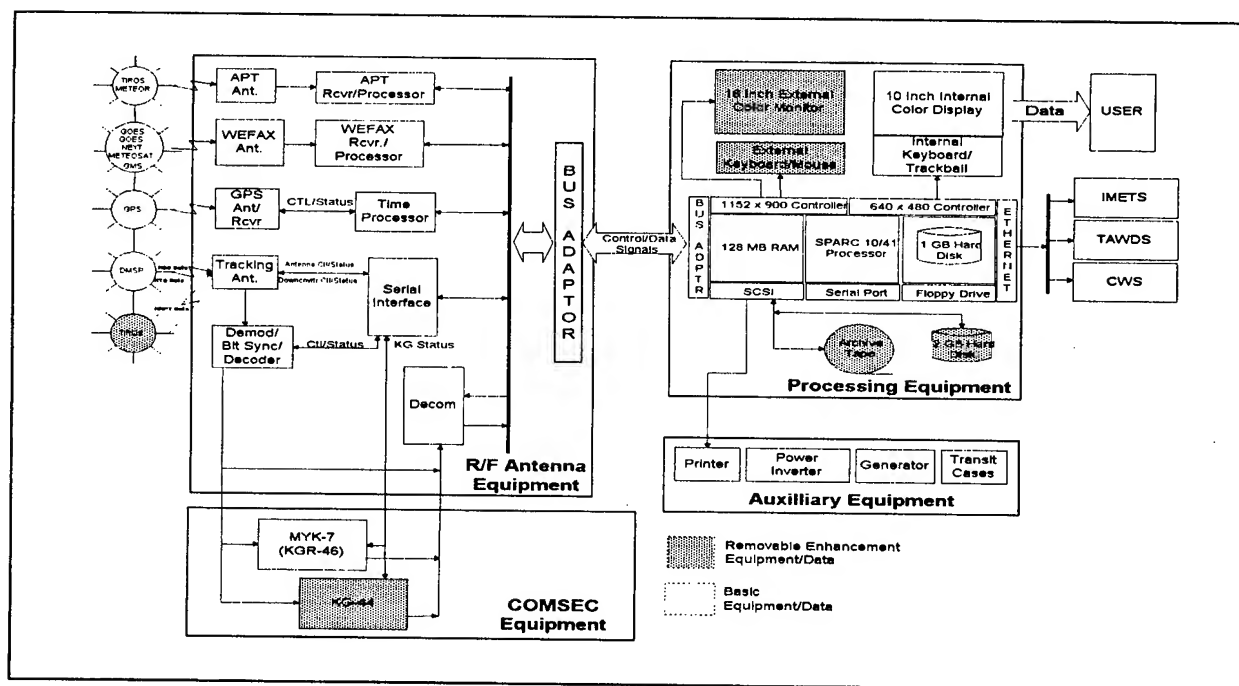 TIROS
METEOR
APT
Ant.
APT
Rcvr/Processor
GOES
GOES
NEXT
METEOSAT
GMS
WEFAX
Ant.
WEFAX
Rcvr./
Processor
GPS
GPS
Ant/
Rcvr
CTL/Status
Time
Processor
DMSP
Tracking
Ant.
Antenna Ctl/Status
Downcnvtr Ctl/Status
Serial
Interface
TIROS
Demod/
Bit Sync/
Decoder
Ctl/Status
KG Status
Decom
R/F Antenna
Equipment
BUS ADAPTOR
Control/Data
Signals
MYK-7
(KGR-46)
KG-44
COMSEC
Equipment
External
Color Monitor
External
Keyboard/Mouse
10 Inch Internal
Color Display
Internal
Keyboard/
Trackball
Data
USER
BUS ADPTR
1152 x 900 Controller
640 x 480 Controller
128 MB RAM
SPARC 10/41
Processor
1 GB Hard
Disk
ETHERNET
SCSI
Serial Port
Floppy Drive
IMETS
TAWDS
CWS
Archive
Tape
GB Hard
Disk
Processing Equipment
Printer
Power
Inverter
Generator
Transit
Cases
Auxilliary Equipment
Removable Enhancement
Equipment/Data
Basic
Equipment/Data